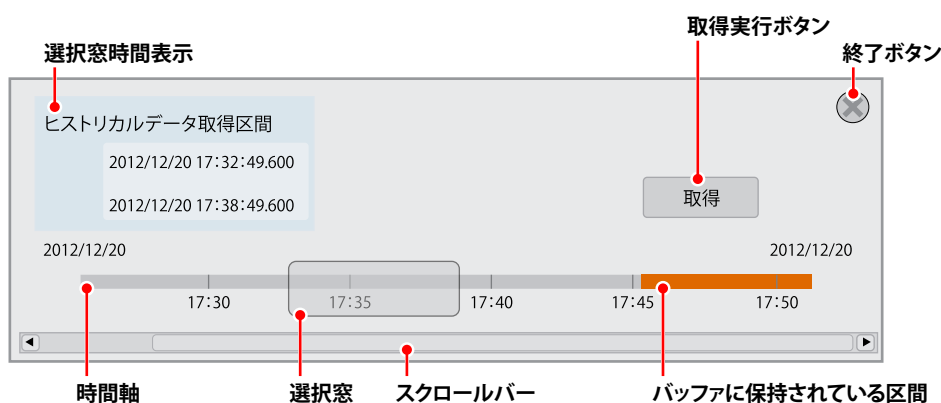 取得実行ボタン
選択窓時間表示
終了ボタン
ヒストリカルデータ取得区間
2012/12/20 17:32:49.600
2012/12/20 17:38:49.600
取得
2012/12/20
2012/12/20
17:30
17:35
17:40
17:45
17:50
時間軸
選択窓
スクロールバー
バッファに保持されている区間